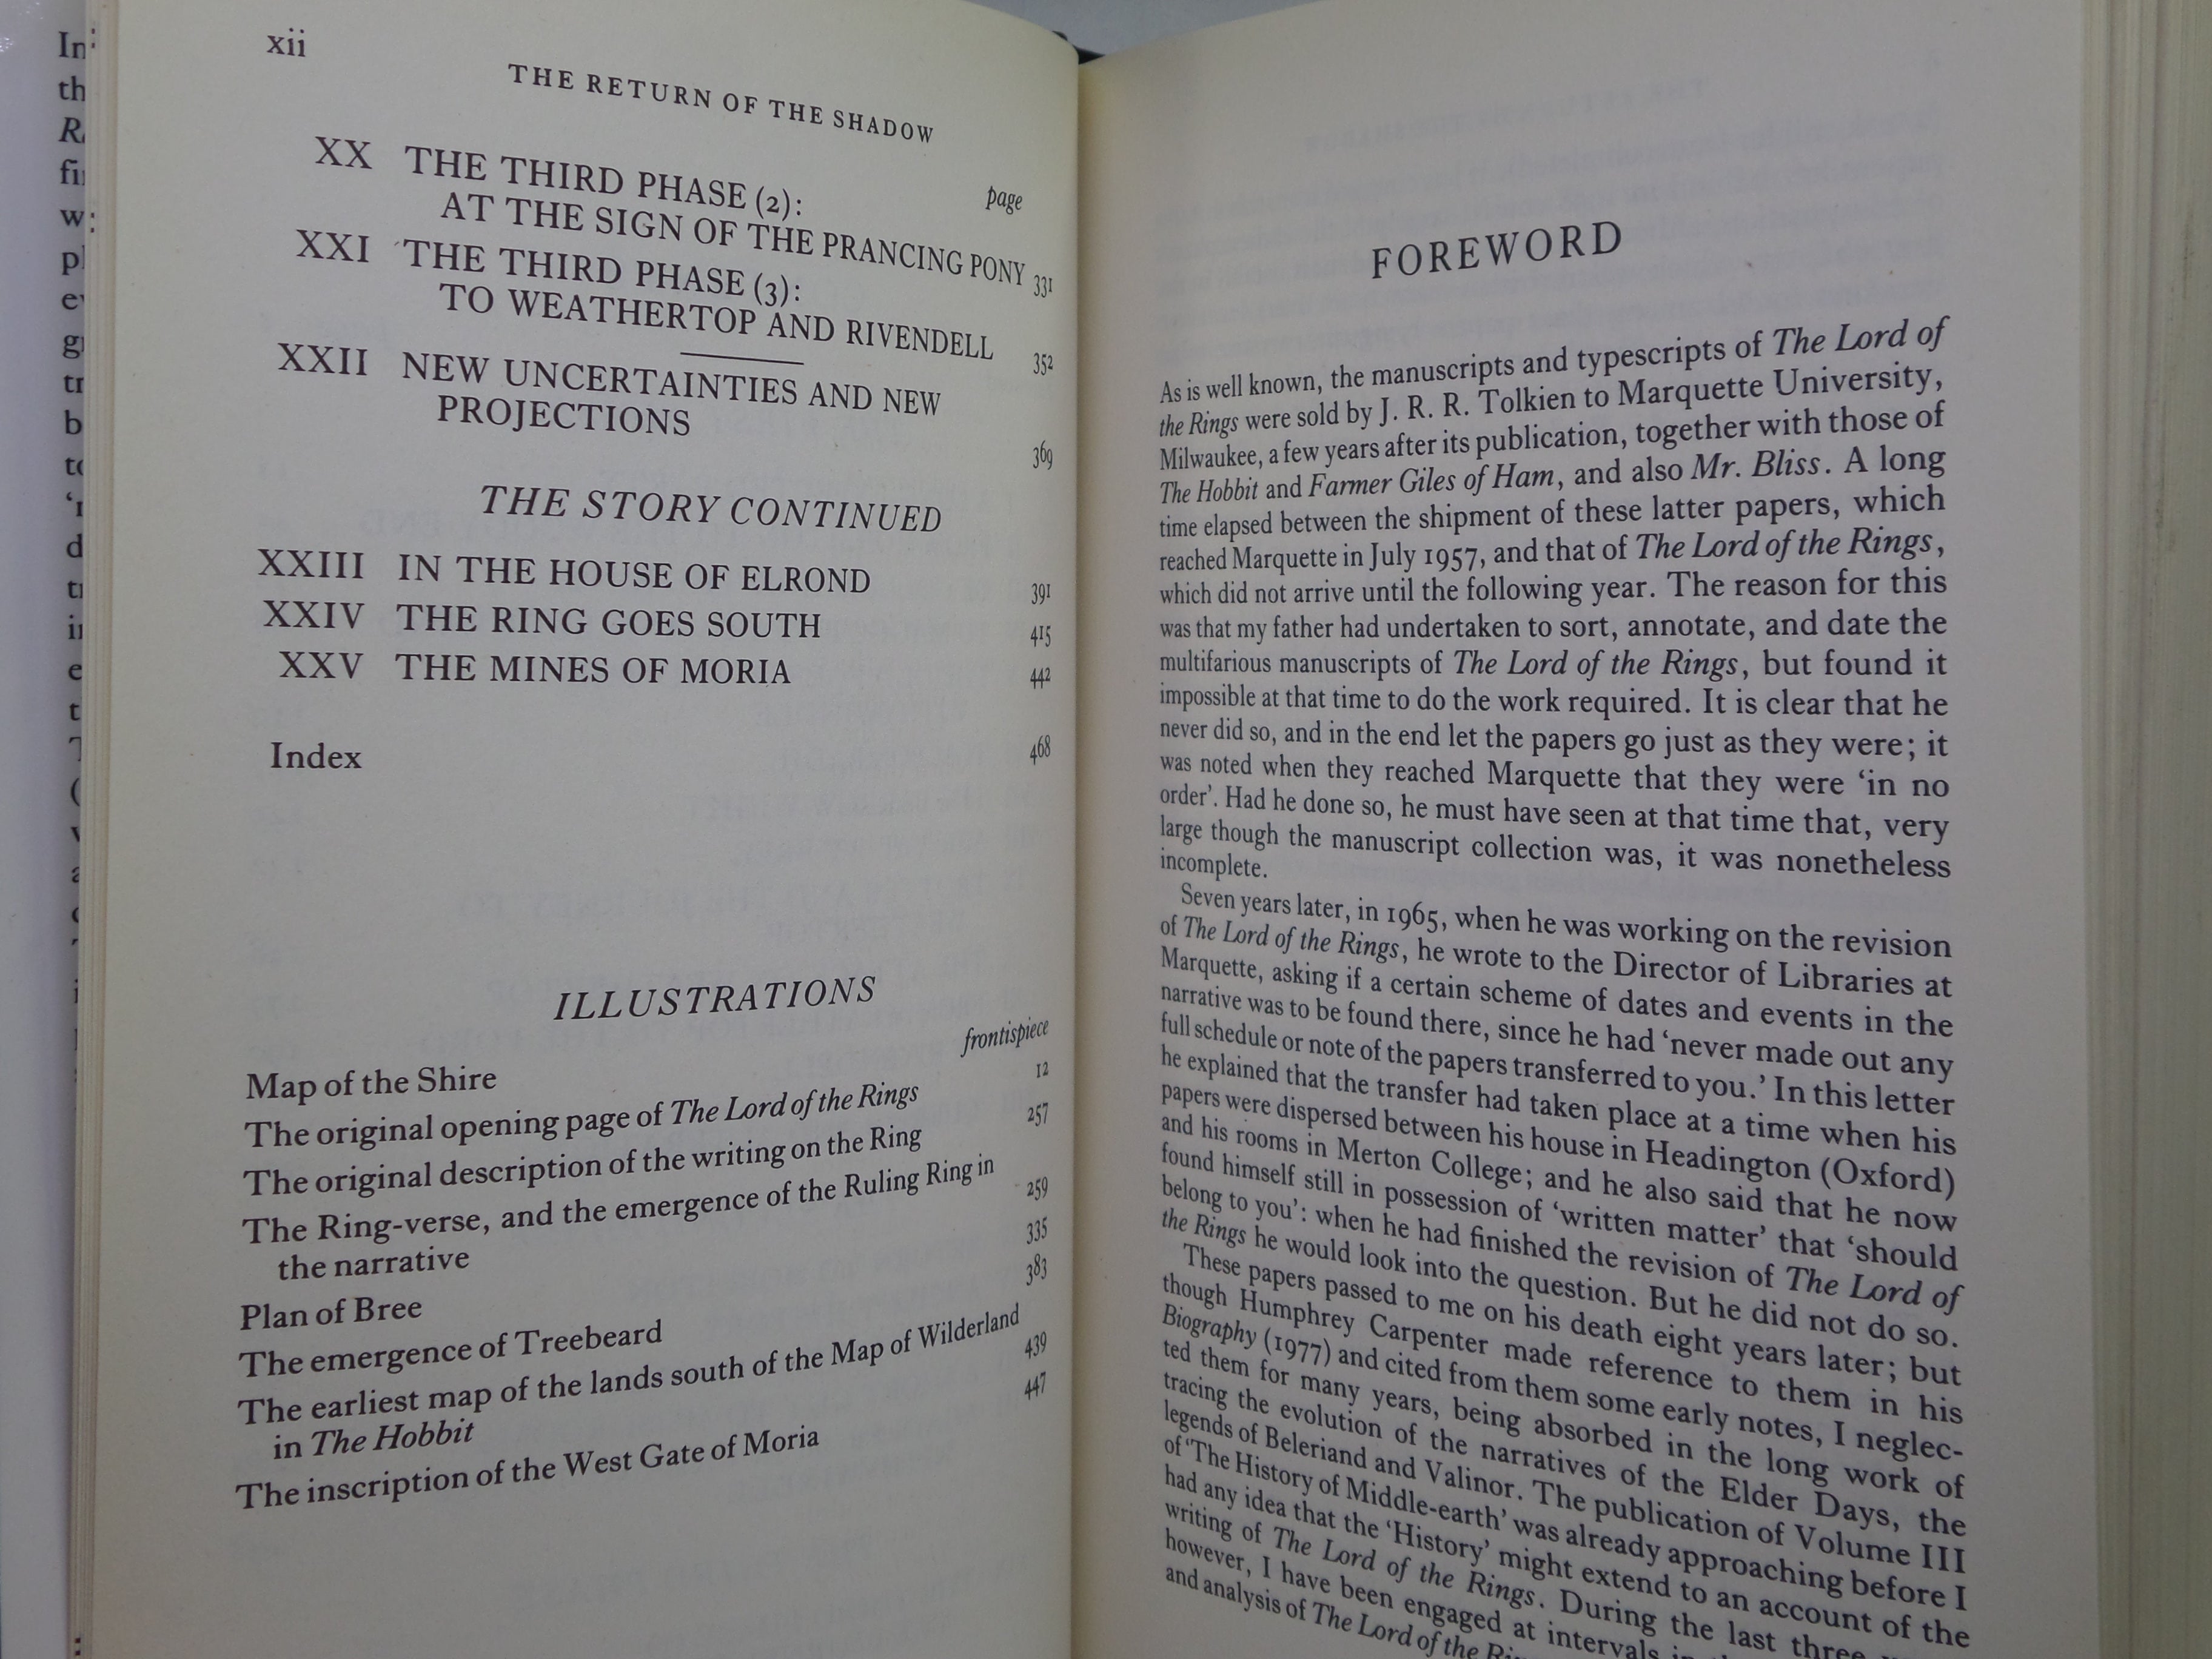 In
th
fi
w
pl
g
tr
b
to
d
e
xii
THE RETURN OF THE SHADOW
page
XX THE THIRD PHASE (2):
AT THE SIGN OF THE PRANCING PONY 331
XXI THE THIRD PHASE (3):
TO WEATHERTOP AND RIVENDELL 352
XXII NEW UNCERTAINTIES AND NEW
PROJECTIONS 369
THE STORY CONTINUED
XXIII IN THE HOUSE OF ELROND 391
XXIV THE RING GOES SOUTH 415
XXV THE MINES OF MORIA 442
Index 468
ILLUSTRATIONS
Map of the Shire frontispiece
The original opening page of The Lord of the Rings 12
The original description of the writing on the Ring 257
The Ring-verse, and the emergence of the Ruling Ring in
the narrative 259
Plan of Bree 335
The emergence of Treebeard 383
The earliest map of the lands south of the Map of Wilderland
in The Hobbit 439
The inscription of the West Gate of Moria 447
FOREWORD
As is well known, the manuscripts and typescripts of The Lord of
the Rings were sold by J. R. R. Tolkien to Marquette University,
Milwaukee, a few years after its publication, together with those of
The Hobbit and Farmer Giles of Ham, and also Mr. Bliss. A long
time elapsed between the shipment of these latter papers, which
reached Marquette in July 1957, and that of The Lord of the Rings,
which did not arrive until the following year. The reason for this
was that my father had undertaken to sort, annotate, and date the
multifarious manuscripts of The Lord of the Rings, but found it
impossible at that time to do the work required. It is clear that he
never did so, and in the end let the papers go just as they were; it
was noted when they reached Marquette that they were ‘in no
order’. Had he done so, he must have seen at that time that, very
large though the manuscript collection was, it was nonetheless
incomplete.
Seven years later, in 1965, when he was working on the revision
of The Lord of the Rings, he wrote to the Director of Libraries at
Marquette, asking if a certain scheme of dates and events in the
narrative was to be found there, since he had ‘never made out any
full schedule or note of the papers transferred to you.’ In this letter
he explained that the transfer had taken place at a time when his
papers were dispersed between his house in Headington (Oxford)
and his rooms in Merton College; and he also said that he now
found himself still in possession of ‘written matter’ that ‘should
belong to you’: when he had finished the revision of The Lord of
the Rings he would look into the question. But he did not do so.
These papers passed to me on his death eight years later; but
though Humphrey Carpenter made reference to them in his
Biography (1977) and cited from them some early notes, I neglec-
ted them for many years, being absorbed in the long work of
tracing the evolution of the narratives of the Elder Days, the
legends of Beleriand and Valinor. The publication of Volume III
of ‘The History of Middle-earth’ was already approaching before I
had any idea that the ‘History’ might extend to an account of the
writing of The Lord of the Rings. During the last three
however, I have been engaged at intervals
and analysis of The Lord of the